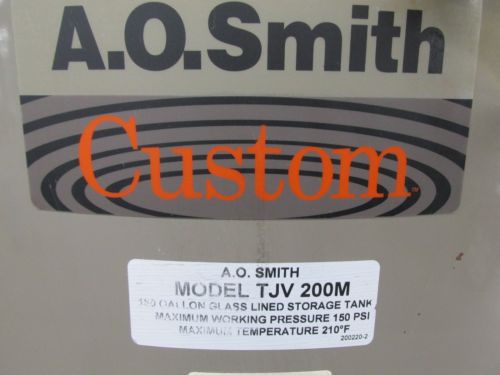 A.O.Smith
Custom™
A.O. SMITH
MODEL TJV 200M
GALLON GLASS LINED STORAGE TANK
MAXIMUM WORKING PRESSURE 150 PSI
MAXIMUM TEMPERATURE 210°F
200220-2